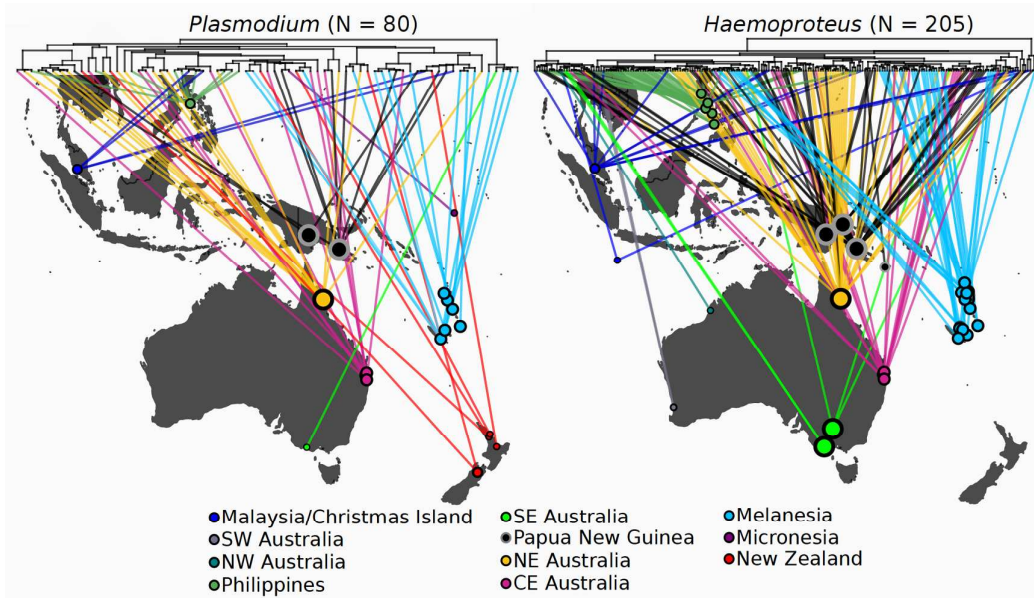 Plasmodium (N = 80)
Haemoproteus (N = 205)
Malaysia/Christmas Island
SW Australia
NW Australia
Philippines
SE Australia
Papua New Guinea
NE Australia
CE Australia
Melanesia
Micronesia
New Zealand